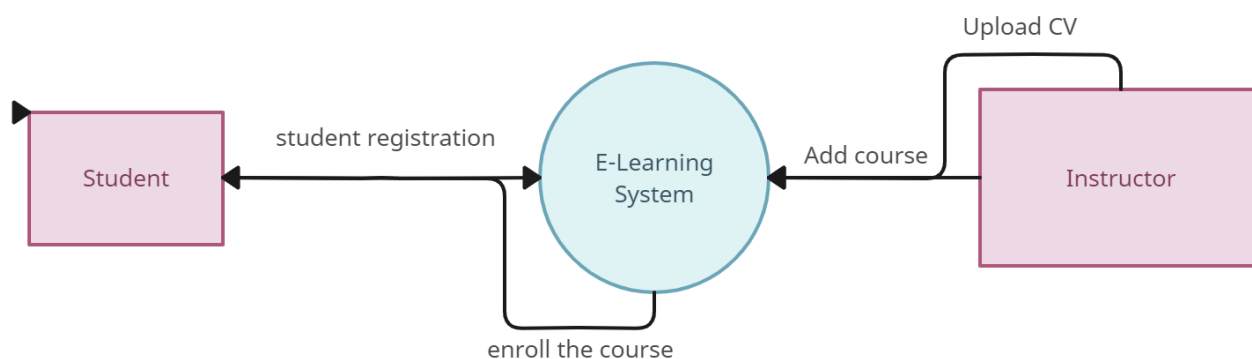 Upload CV
student registration
Student
E-Learning
System
Add course
Instructor
enroll the course